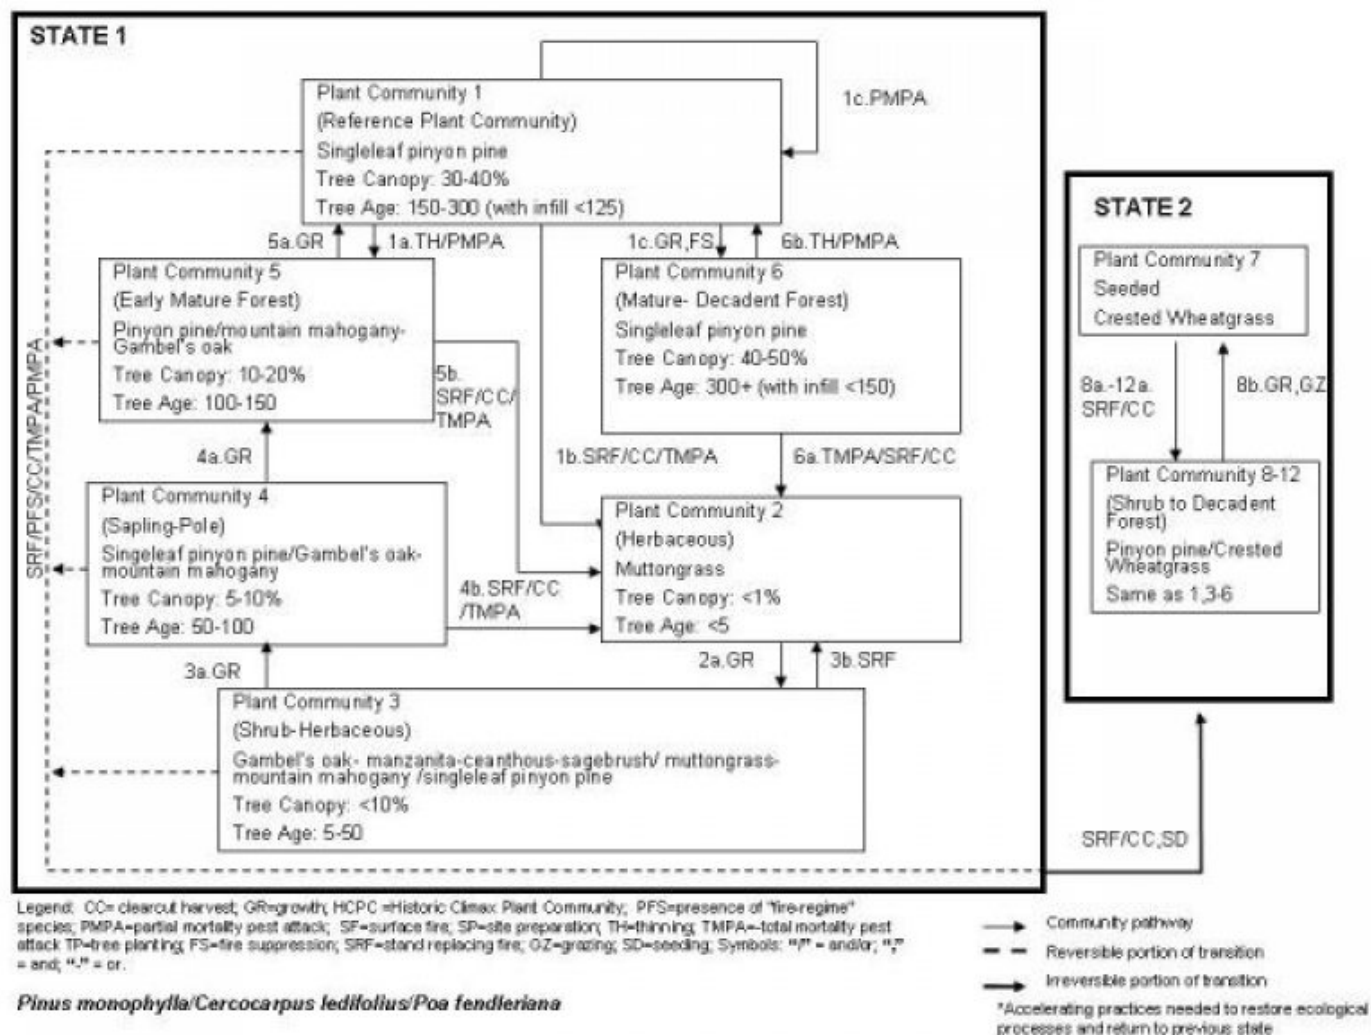 STATE 1
Plant Community 1
(Reference Plant Community)
Singleleaf pinyon pine
Tree Canopy: 30-40%
Tree Age: 150-300 (with infill <125)
1c.PMPA
5a.GR
1a.TH/PMPA
1c.GR,FS
6b.TH/PMPA
Plant Community 5
(Early Mature Forest)
Pinyon pine/mountain mahogany-
Gambel's oak
Tree Canopy: 10-20%
Tree Age: 100-150
Plant Community 6
(Mature- Decadent Forest)
Singleleaf pinyon pine
Tree Canopy: 40-50%
Tree Age: 300+ (with infill <150)
5b.
SRF/CC/
TMPA
4a.GR
1b.SRF/CC/TMPA
6a.TMPA/SRF/CC
SRF/PFS/CC/TMPA/PMPA
Plant Community 4
(Sapling-Pole)
Singeleaf pinyon pine/Gambel's oak-
mountain mahogany
Tree Canopy: 5-10%
Tree Age: 50-100
4b.SRF/CC
/TMPA
Plant Community 2
(Herbaceous)
Muttongrass
Tree Canopy: <1%
Tree Age: <5
3a.GR
2a.GR
3b.SRF
Plant Community 3
(Shrub-Herbaceous)
Gambel's oak- manzanita-ceanthous-sagebrush/ muttongrass-
mountain mahogany /singleleaf pinyon pine
Tree Canopy: <10%
Tree Age: 5-50
STATE 2
Plant Community 7
Seeded
Crested Wheatgrass
8a.-12a.
SRF/CC
8b.GR,GZ
Plant Community 8-12
(Shrub to Decadent
Forest)
Pinyon pine/Crested
Wheatgrass
Same as 1,3-6
SRF/CC,SD
Legend: CC= clearcut harvest; GR=growth; HCPC =Historic Climax Plant Community; PFS=presence of "fire-regime"
species; PMPA=partial mortality pest attack; SF=surface fire; SP=site preparation; TH=thinning; TMPA=-total mortality pest
attack TP=tree planting; FS=fire suppression; SRF=stand replacing fire; GZ=grazing; SD=seeding; Symbols: "/" = and/or; ","
= and; "-" = or.
Pinus monophylla/Cercocarpus ledifolius/Poa fendleriana
Community pathway
Reversible portion of transition
Irreversible portion of transition
*Accelerating practices needed to restore ecological
processes and return to previous state